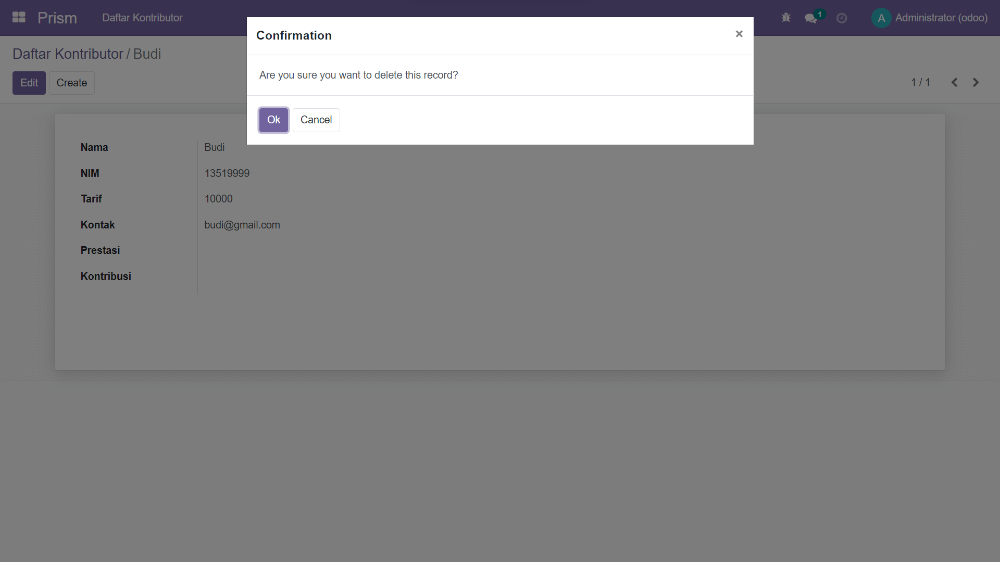 Prism
Daftar Kontributor
1
A
Administrator (odoo)
Confirmation
×
Daftar Kontributor / Budi
Are you sure you want to delete this record?
Edit
Create
1 / 1
Ok
Cancel
Nama Budi
NIM 13519999
Tarif 10000
Kontak budi@gmail.com
Prestasi
Kontribusi